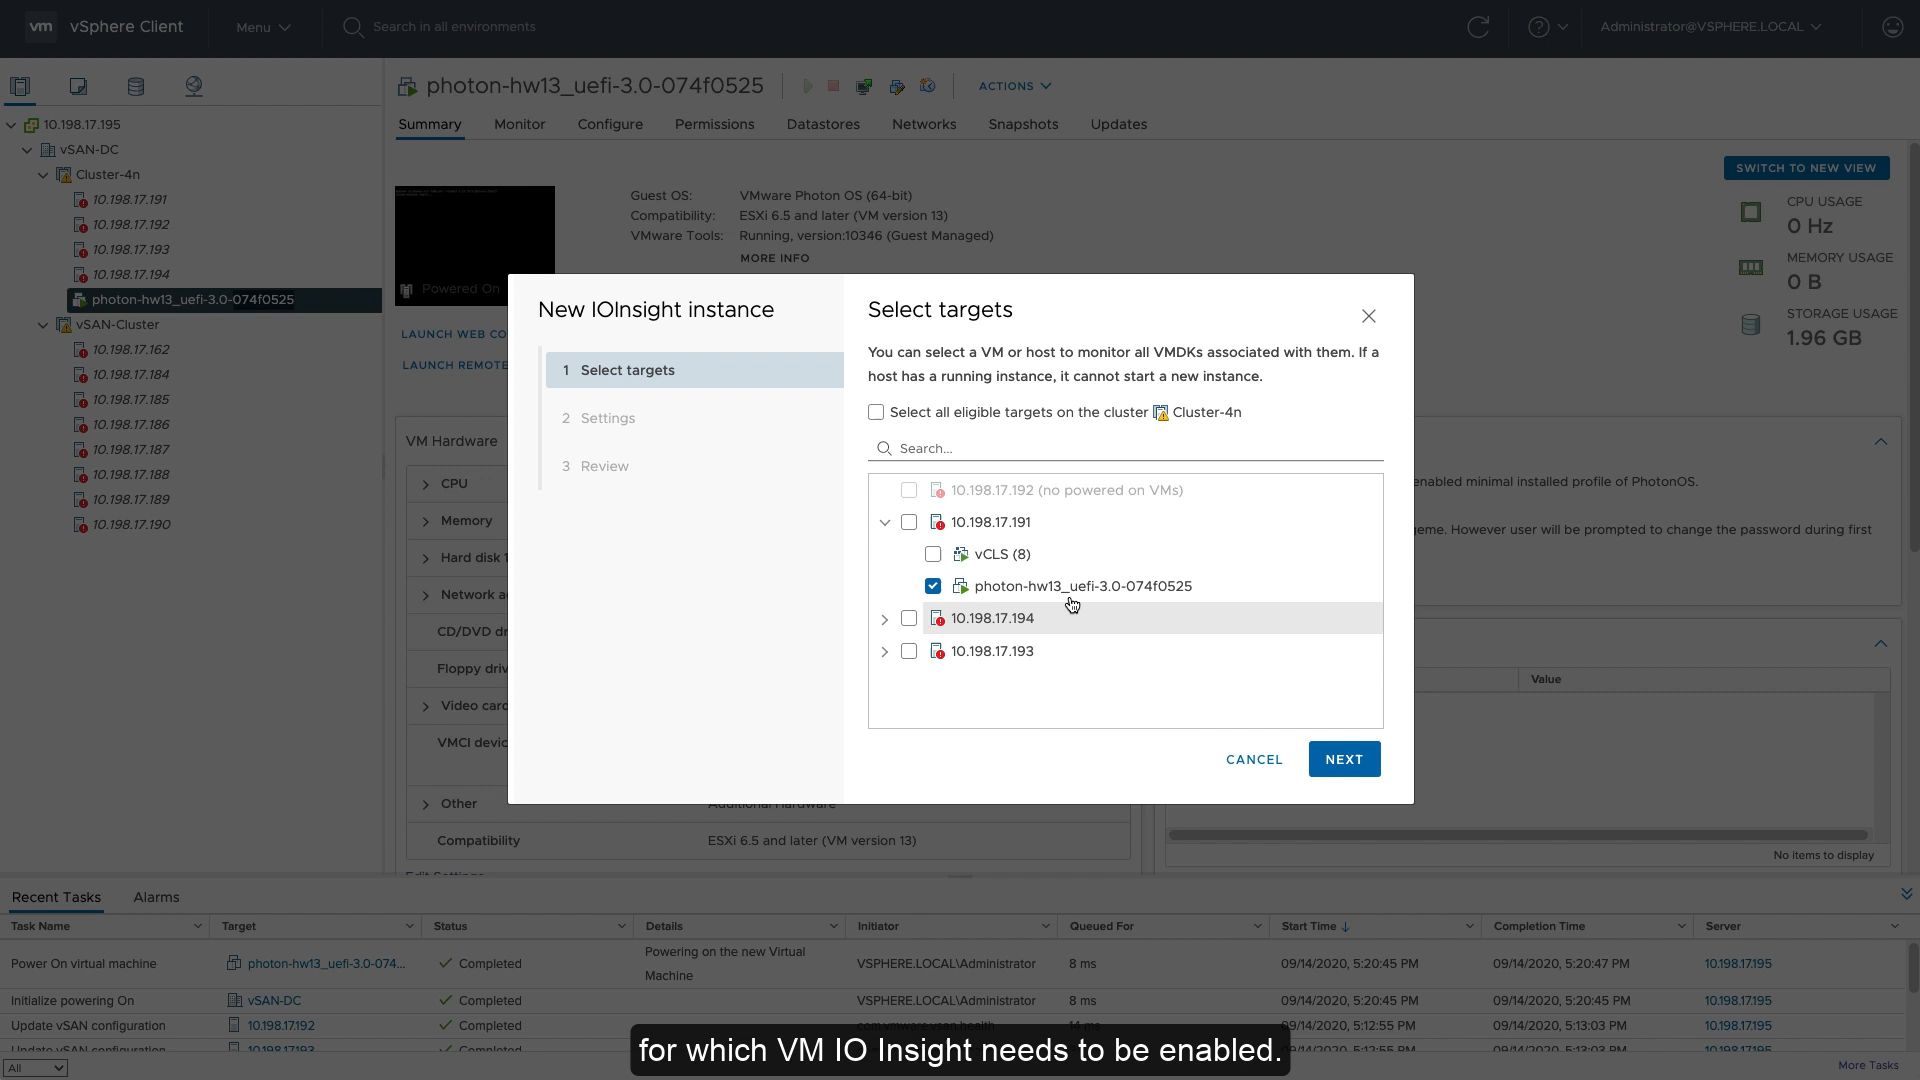 vm vSphere Client Menu Search in all environments Administrator@VSPHERE.LOCAL
photon-hw13_uefi-3.0-074f0525 ACTIONS
Summary Monitor Configure Permissions Datastores Networks Snapshots Updates
10.198.17.195
vSAN-DC
Cluster-4n
10.198.17.191
10.198.17.192
10.198.17.193
10.198.17.194
photon-hw13_uefi-3.0-074f0525
vSAN-Cluster
10.198.17.162
10.198.17.184
10.198.17.185
10.198.17.186
10.198.17.187
10.198.17.188
10.198.17.189
10.198.17.190
Powered On
LAUNCH WEB CO
LAUNCH REMOTE
Guest OS: VMware Photon OS (64-bit)
Compatibility: ESXi 6.5 and later (VM version 13)
VMware Tools: Running, version:10346 (Guest Managed)
MORE INFO
SWITCH TO NEW VIEW
CPU USAGE
0 Hz
MEMORY USAGE
0 B
STORAGE USAGE
1.96 GB
VM Hardware
CPU
Memory
Hard disk 1
Network a
CD/DVD dr
Floppy driv
Video card
VMCI devic
Other Additional Hardware
Compatibility ESXi 6.5 and later (VM version 13)
Edit Settings
enabled minimal installed profile of PhotonOS.
geme. However user will be prompted to change the password during first
Value
No items to display
New IOInsight instance
1 Select targets
2 Settings
3 Review
Select targets
You can select a VM or host to monitor all VMDKs associated with them. If a
host has a running instance, it cannot start a new instance.
Select all eligible targets on the cluster Cluster-4n
Search...
10.198.17.192 (no powered on VMs)
10.198.17.191
vCLS (8)
photon-hw13_uefi-3.0-074f0525
10.198.17.194
10.198.17.193
CANCEL NEXT
Recent Tasks Alarms
Task Name Target Status Details Initiator Queued For Start Time Completion Time Server
Power On virtual machine photon-hw13_uefi-3.0-074... Completed Powering on the new Virtual Machine VSPHERE.LOCAL\Administrator 8 ms 09/14/2020, 5:20:45 PM 09/14/2020, 5:20:47 PM 10.198.17.195
Initialize powering On vSAN-DC Completed VSPHERE.LOCAL\Administrator 8 ms 09/14/2020, 5:20:45 PM 09/14/2020, 5:20:45 PM 10.198.17.195
Update vSAN configuration 10.198.17.192 Completed com.vmware.vsan.health 14 ms 09/14/2020, 5:12:55 PM 09/14/2020, 5:13:03 PM 10.198.17.195
Update vSAN configuration 10.198.17.193 Completed 09/14/2020, 5:12:55 PM 09/14/2020, 5:13:03 PM 10.198.17.195
All More Tasks
for which VM IO Insight needs to be enabled.